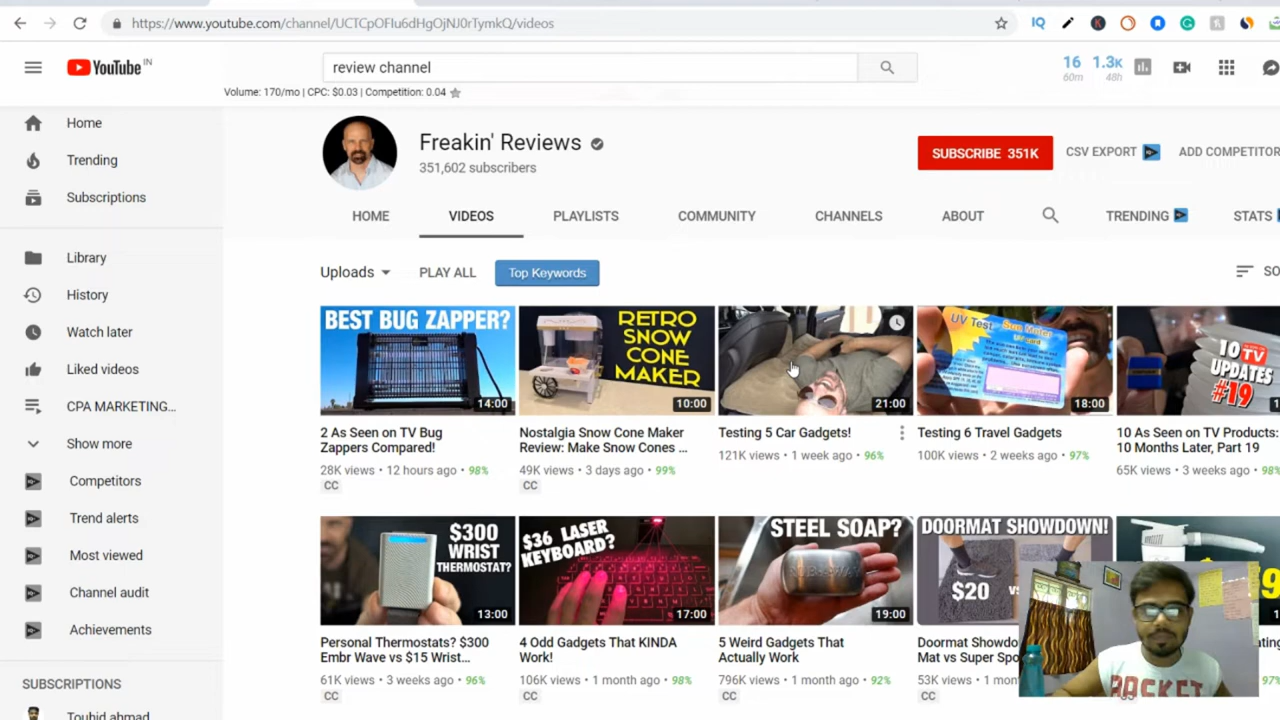 https://www.youtube.com/channel/UCTCpOFIu6dHgOjNJ0rTymkQ/videos
IQ
YouTube IN
review channel
16 60m
1.3K 48h
Volume: 170/mo | CPC: $0.03 | Competition: 0.04
Home
Trending
Subscriptions
Library
History
Watch later
Liked videos
CPA MARKETING...
Show more
Competitors
Trend alerts
Most viewed
Channel audit
Achievements
SUBSCRIPTIONS
Touhid ahmad
Freakin' Reviews
351,602 subscribers
SUBSCRIBE 351K
CSV EXPORT
ADD COMPETITOR
HOME
VIDEOS
PLAYLISTS
COMMUNITY
CHANNELS
ABOUT
TRENDING
STATS
Uploads
PLAY ALL
Top Keywords
SO
BEST BUG ZAPPER?
14:00
2 As Seen on TV Bug
Zappers Compared!
28K views • 12 hours ago • 98%
CC
RETRO
SNOW
CONE
MAKER
10:00
Nostalgia Snow Cone Maker
Review: Make Snow Cones ...
49K views • 3 days ago • 99%
CC
21:00
Testing 5 Car Gadgets!
121K views • 1 week ago • 96%
UV Test
Sun Meter
18:00
Testing 6 Travel Gadgets
100K views • 2 weeks ago • 97%
10 TV
UPDATES
#19
10 As Seen on TV Products:
10 Months Later, Part 19
65K views • 3 weeks ago • 98%
$300
WRIST
THERMOSTAT?
13:00
Personal Thermostats? $300
Embr Wave vs $15 Wrist...
61K views • 3 weeks ago • 96%
CC
$36 LASER
KEYBOARD?
17:00
4 Odd Gadgets That KINDA
Work!
106K views • 1 month ago • 98%
CC
STEEL SOAP?
19:00
5 Weird Gadgets That
Actually Work
796K views • 1 month ago • 92%
CC
DOORMAT SHOWDOWN!
$20
Doormat Showdo
Mat vs Super Spo
53K views • 1 mon
CC
97%